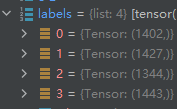 labels = {list: 4} [tensor(
0 = {Tensor: (1402,)}
1 = {Tensor: (1427,)}
2 = {Tensor: (1344,)}
3 = {Tensor: (1443,)}